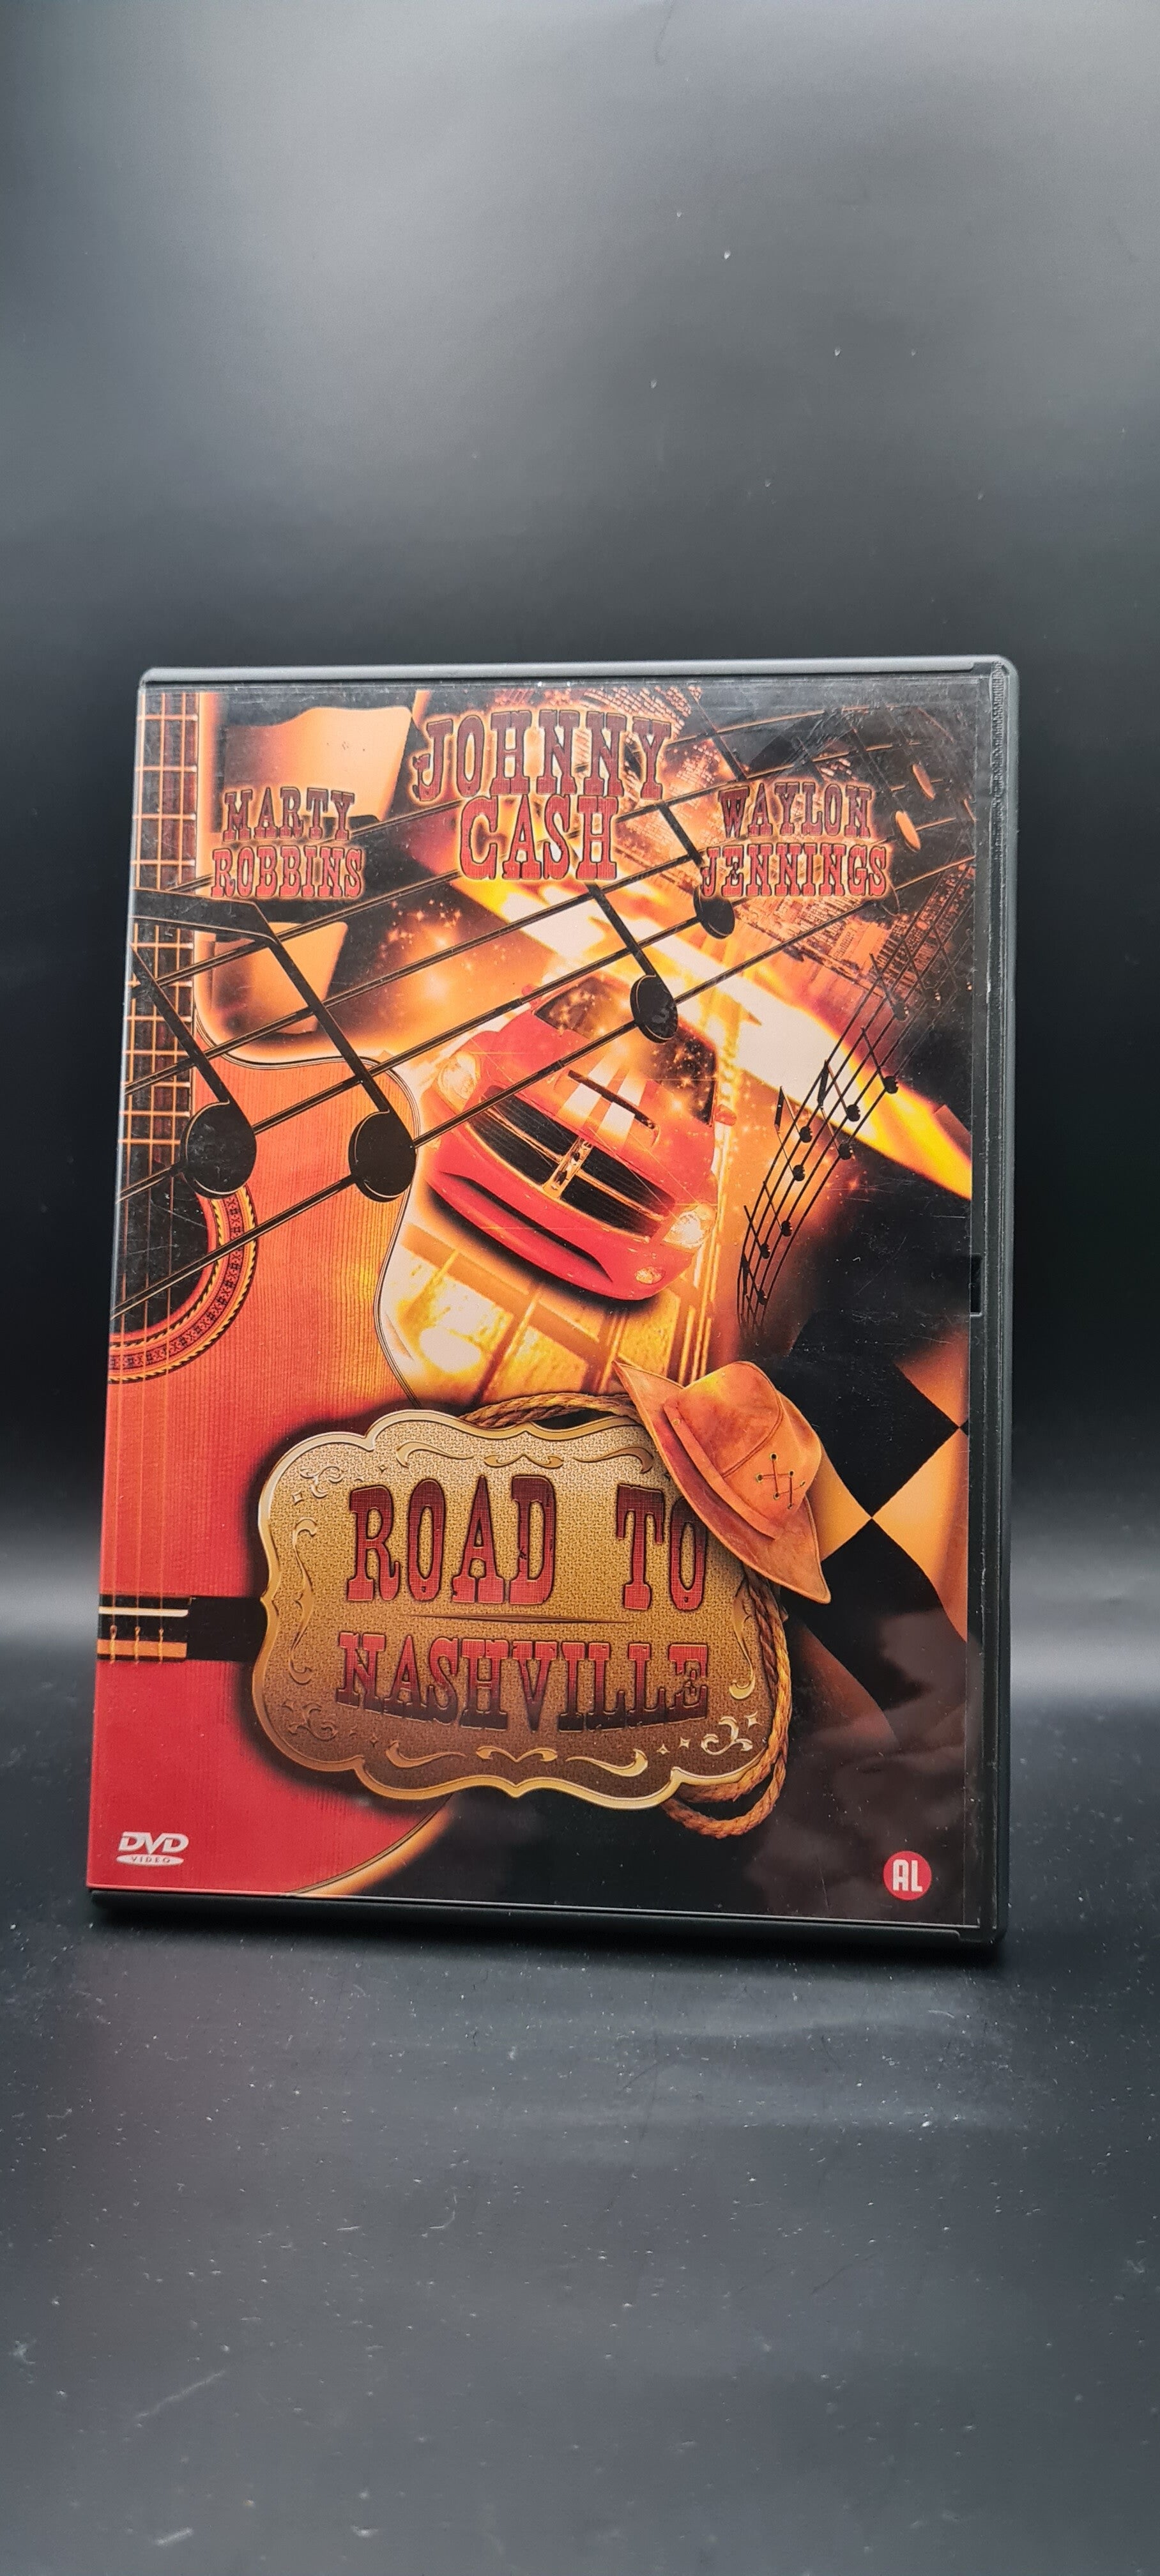 JOHNNY
CASH
MARTY
ROBBINS
WAYLON
JENNINGS
ROAD TO
NASHVILLE
DVD
VIDEO
AL